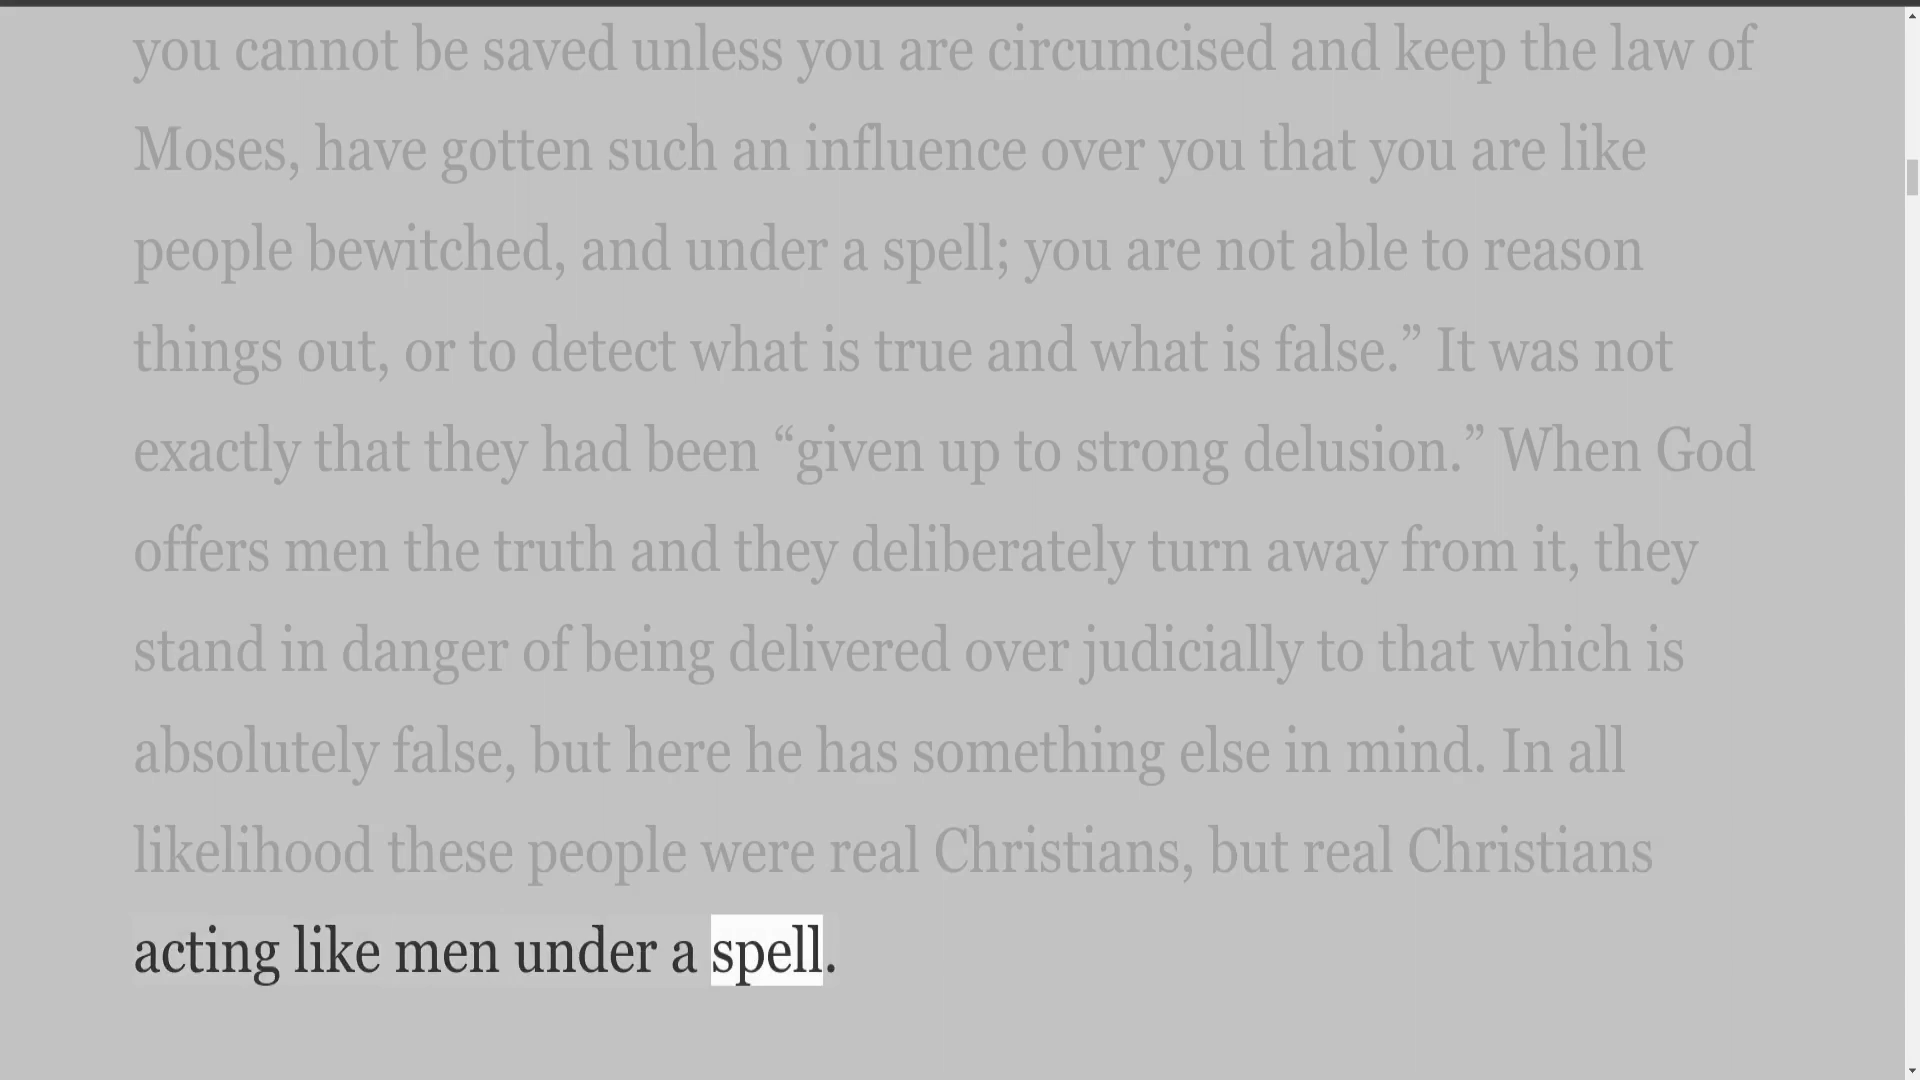 you cannot be saved unless you are circumcised and keep the law of
Moses, have gotten such an influence over you that you are like
people bewitched, and under a spell; you are not able to reason
things out, or to detect what is true and what is false.” It was not
exactly that they had been “given up to strong delusion.” When God
offers men the truth and they deliberately turn away from it, they
stand in danger of being delivered over judicially to that which is
absolutely false, but here he has something else in mind. In all
likelihood these people were real Christians, but real Christians
acting like men under a spell.